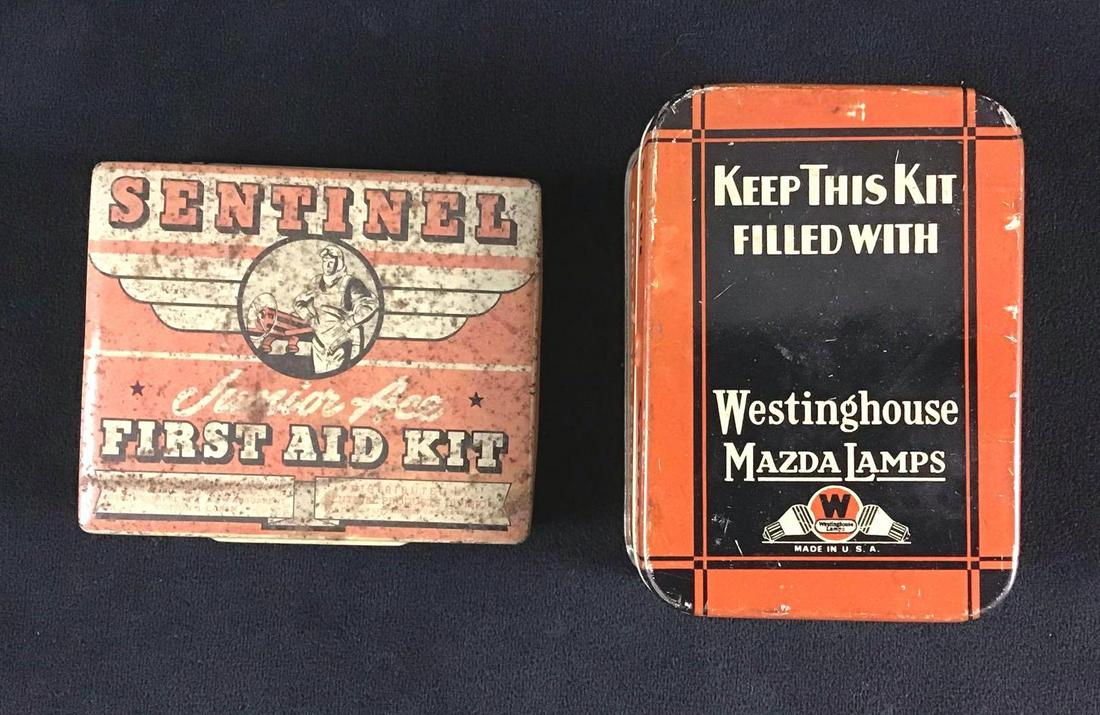 SENTINEL
Junior Ace
FIRST AID KIT
KEEP THIS KIT
FILLED WITH
Westinghouse
MAZDA LAMPS
W
Westinghouse
Lamps
MADE IN U. S. A.